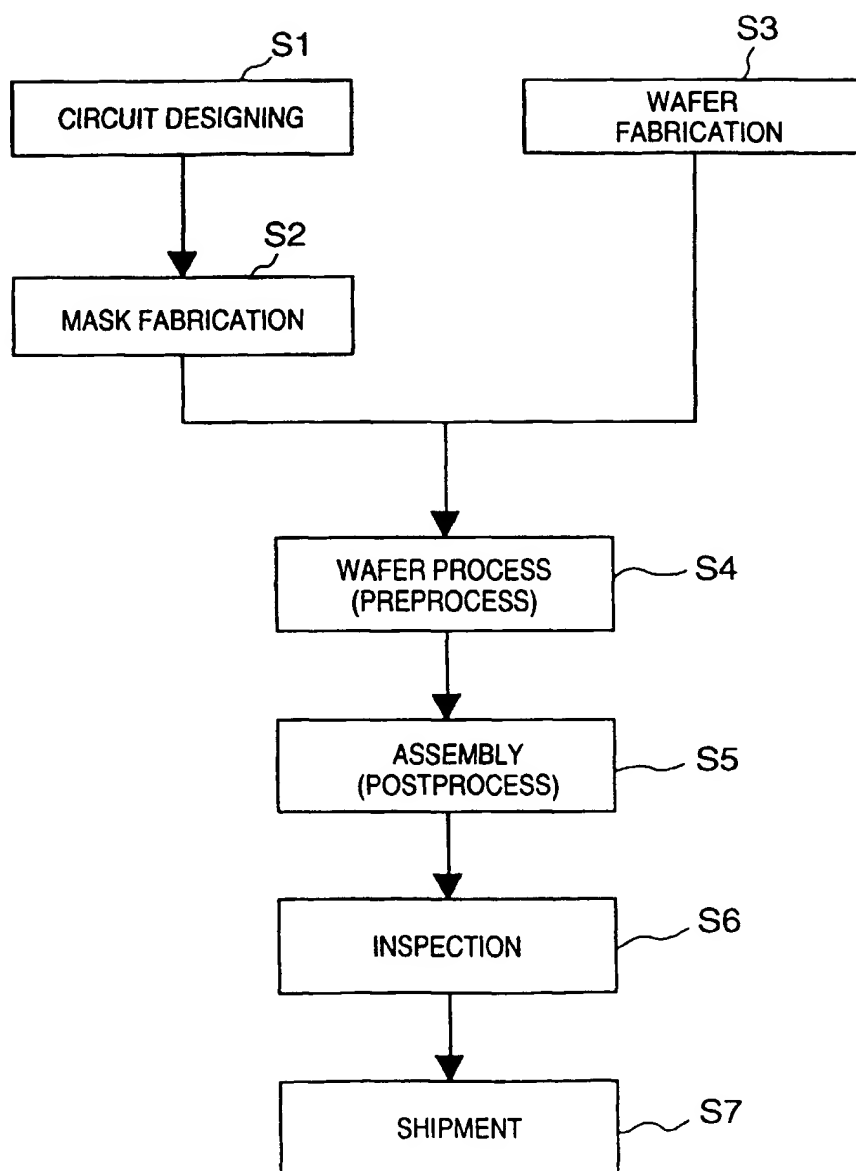 S1
CIRCUIT DESIGNING
S3
WAFER
FABRICATION
S2
MASK FABRICATION
WAFER PROCESS
(PREPROCESS)
S4
ASSEMBLY
(POSTPROCESS)
S5
INSPECTION
S6
SHIPMENT
S7